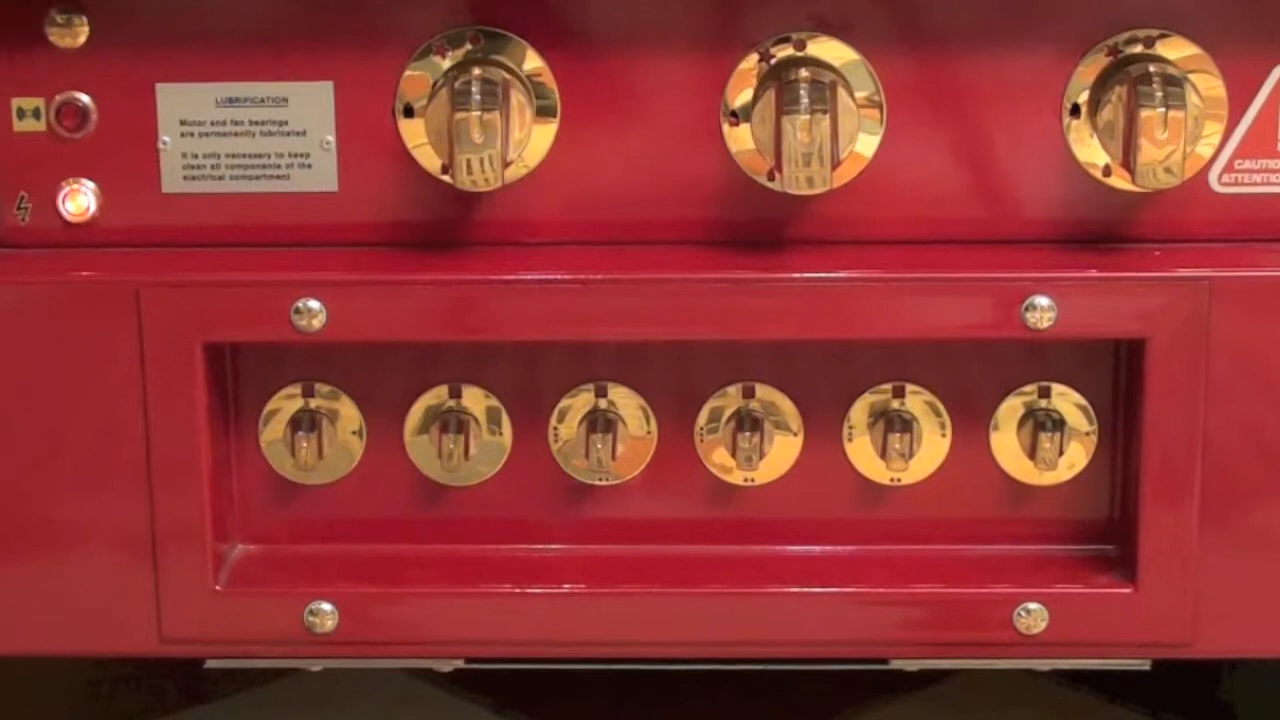 LUBRIFICATION
Motor and fan bearings
are permanently lubricated
It is only necessary to keep
clean all components of the
electrical compartment
CAUTIO
ATTENTIO